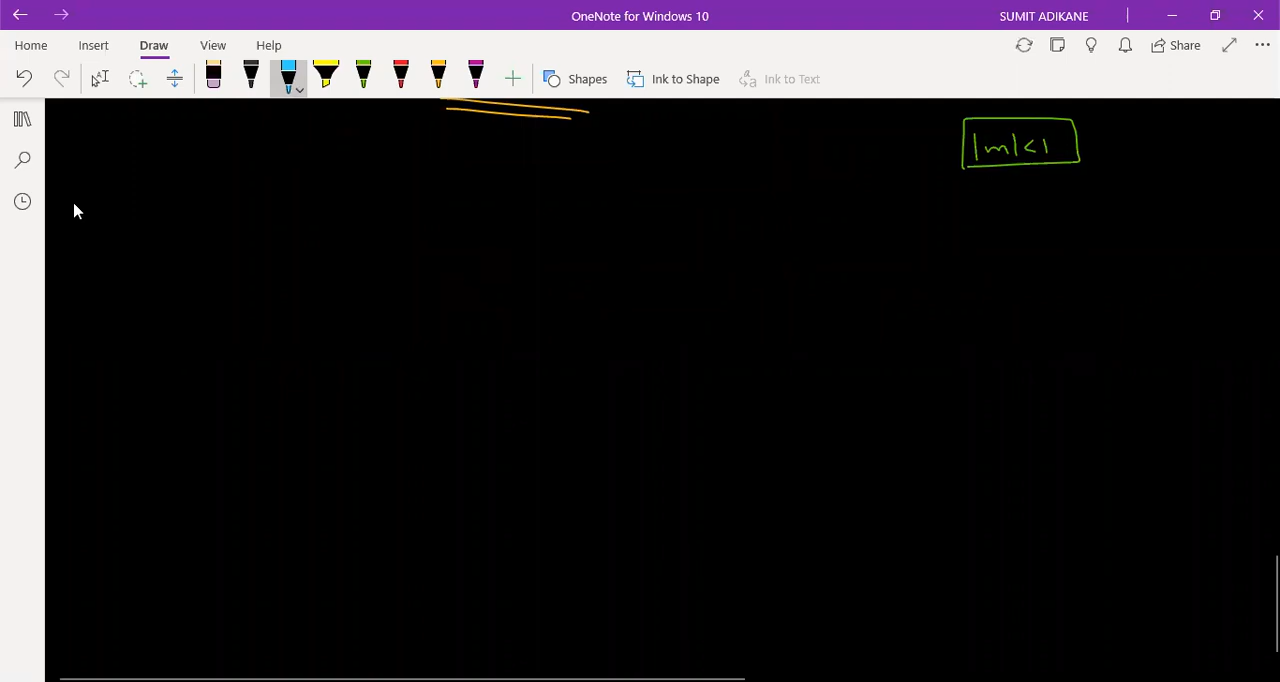 OneNote for Windows 10
SUMIT ADIKANE
Home Insert Draw View Help
Share
Shapes Ink to Shape Ink to Text
|m|<1